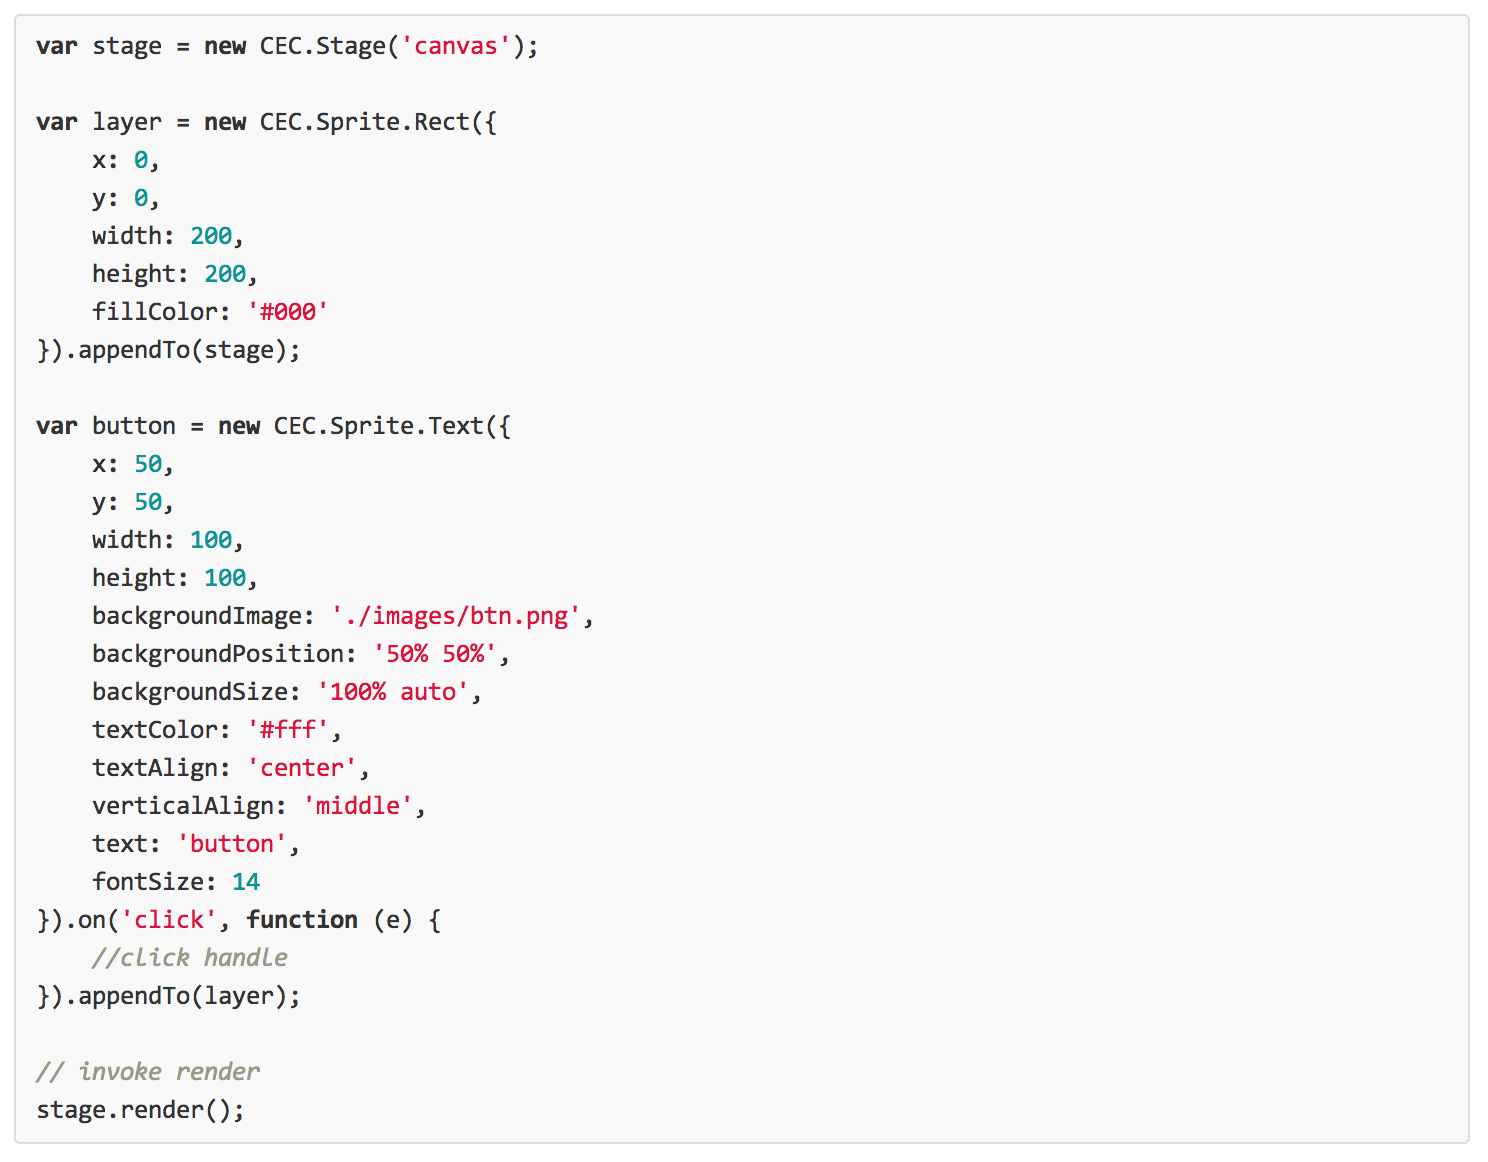 var stage = new CEC.Stage('canvas');

var layer = new CEC.Sprite.Rect({
    x: 0,
    y: 0,
    width: 200,
    height: 200,
    fillColor: '#000'
}).appendTo(stage);

var button = new CEC.Sprite.Text({
    x: 50,
    y: 50,
    width: 100,
    height: 100,
    backgroundImage: './images/btn.png',
    backgroundPosition: '50% 50%',
    backgroundSize: '100% auto',
    textColor: '#fff',
    textAlign: 'center',
    verticalAlign: 'middle',
    text: 'button',
    fontSize: 14
}).on('click', function (e) {
    //click handle
}).appendTo(layer);

// invoke render
stage.render();